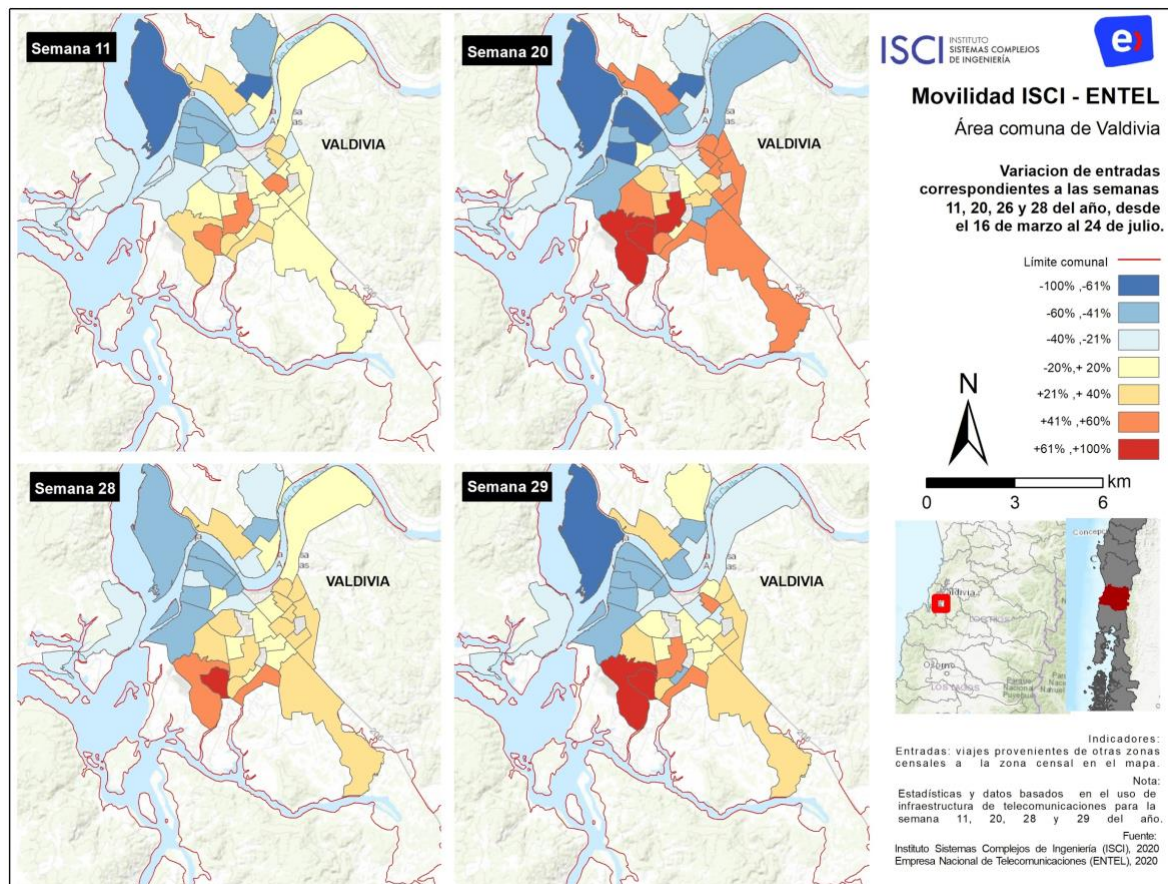 Semana 11
VALDIVIA
Semana 20
VALDIVIA
Semana 28
VALDIVIA
Semana 29
VALDIVIA
ISCI INSTITUTO
SISTEMAS COMPLEJOS
DE INGENIERÍA
e)
Movilidad ISCI - ENTEL
Área comuna de Valdivia
Variacion de entradas
correspondientes a las semanas
11, 20, 26 y 28 del año, desde
el 16 de marzo al 24 de julio.
Límite comunal
-100% ,-61%
-60% ,-41%
-40% ,-21%
-20%,+ 20%
+21% ,+ 40%
+41% ,+60%
+61% ,+100%
N
km
0 3 6
Concepc
Indicadores:
Entradas: viajes provenientes de otras zonas
censales a la zona censal en el mapa.
Nota:
Estadísticas y datos basados en el uso de
infraestructura de telecomunicaciones para la
semana 11, 20, 28 y 29 del año.
Fuente:
Instituto Sistemas Complejos de Ingeniería (ISCI), 2020
Empresa Nacional de Telecomunicaciones (ENTEL), 2020